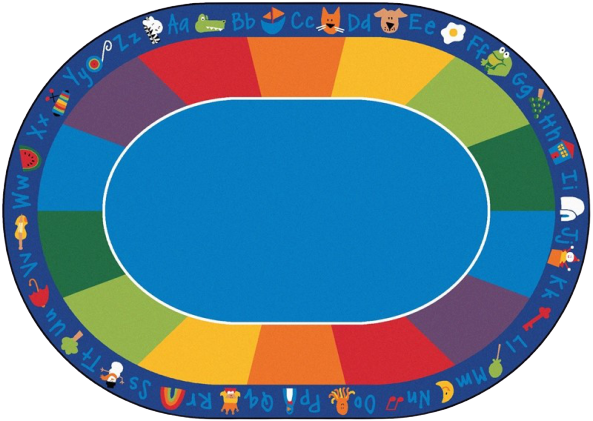 Aa
Bb
Cc
Dd
Ee
Ff
Gg
Hh
Ii
Jj
Kk
Ll
Mm
Nn
Oo
Pp
Qq
Rr
Ss
Tt
Uu
Vv
Ww
Xx
Yy
Zz